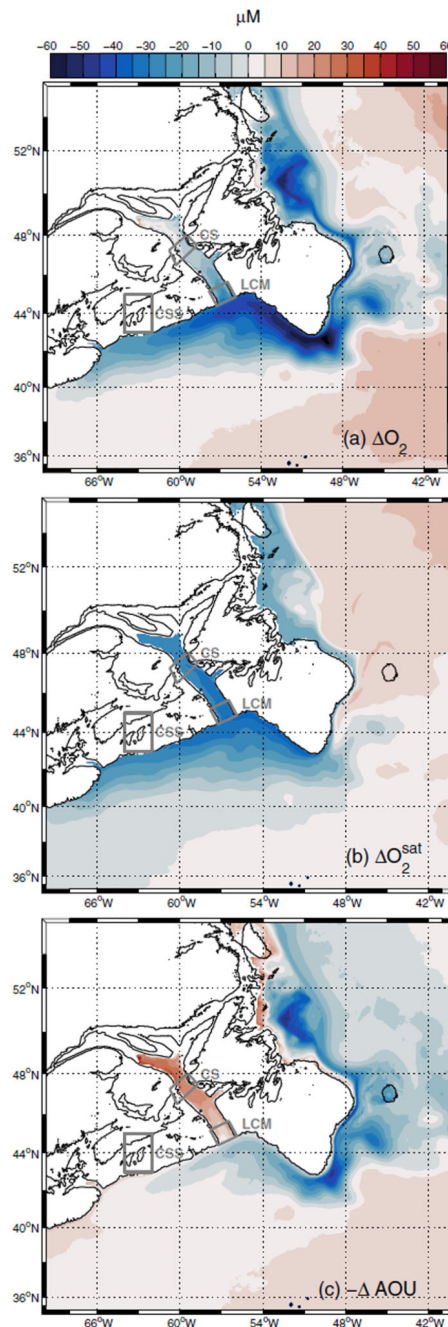 µM
−60 −50 −40 −30 −20 −10 0 10 20 30 40 50 60
52°N
48°N
44°N
40°N
36°N
CS
LCM
CSS
(a) ΔO₂
66°W 60°W 54°W 48°W 42°W
52°N
48°N
44°N
40°N
36°N
CS
LCM
CSS
(b) ΔO₂ˢᵃᵗ
66°W 60°W 54°W 48°W 42°W
52°N
48°N
44°N
40°N
36°N
CS
LCM
CSS
(c) −Δ AOU
66°W 60°W 54°W 48°W 42°W